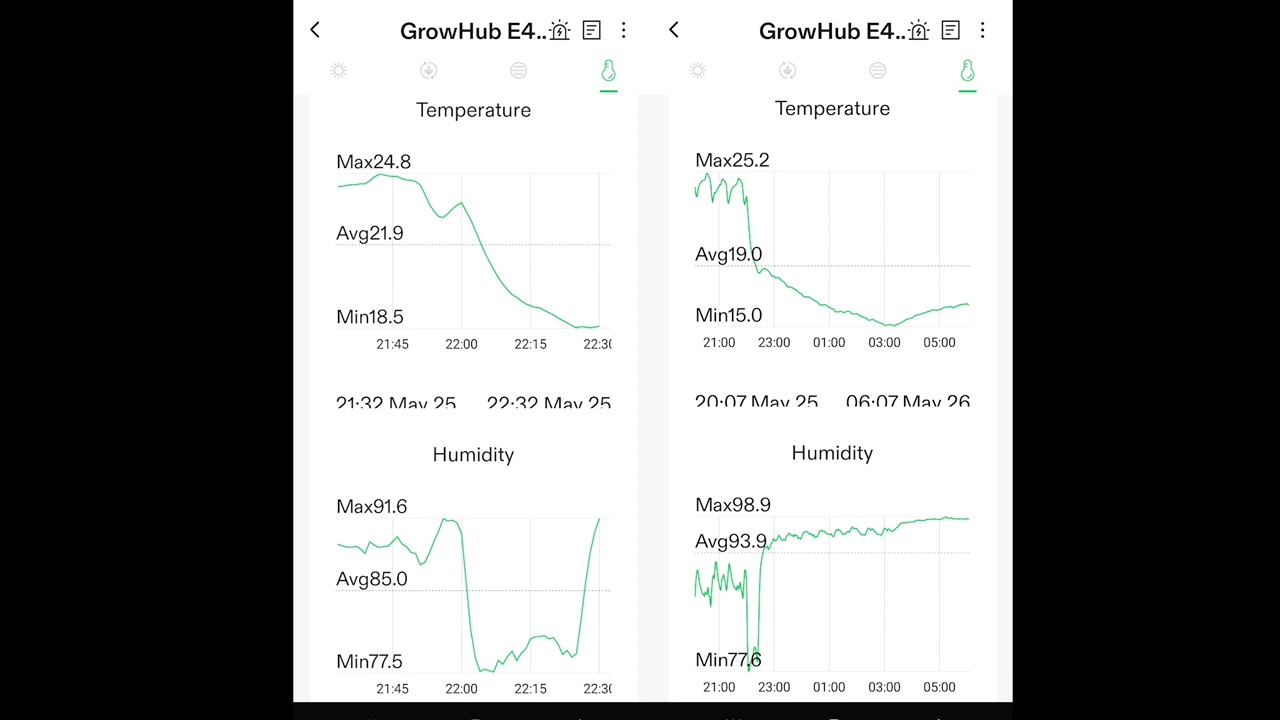 GrowHub E4..
Temperature
Max24.8
Avg21.9
Min18.5
21:45 22:00 22:15 22:30
21:32 May 25 22:32 May 25
Humidity
Max91.6
Avg85.0
Min77.5
21:45 22:00 22:15 22:30
GrowHub E4..
Temperature
Max25.2
Avg19.0
Min15.0
21:00 23:00 01:00 03:00 05:00
20:07 May 25 06:07 May 26
Humidity
Max98.9
Avg93.9
Min77.6
21:00 23:00 01:00 03:00 05:00